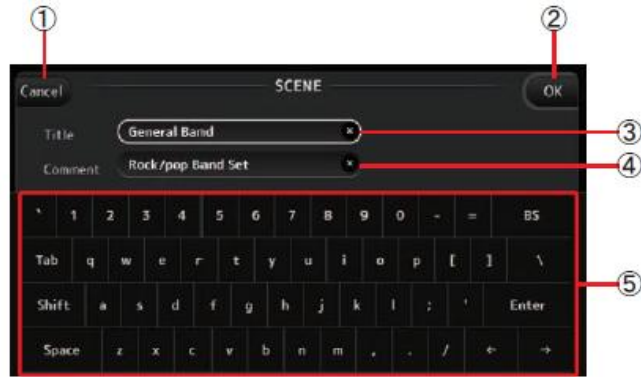 ① ②
Cancel SCENE OK
Title General Band × ③
Comment Rock/pop Band Set × ④
` 1 2 3 4 5 6 7 8 9 0 - = BS
Tab q w e r t y u i o p [ ] \
⑤
Shift a s d f g h j k l ; ' Enter
Space z x c v b n m , . / ← →